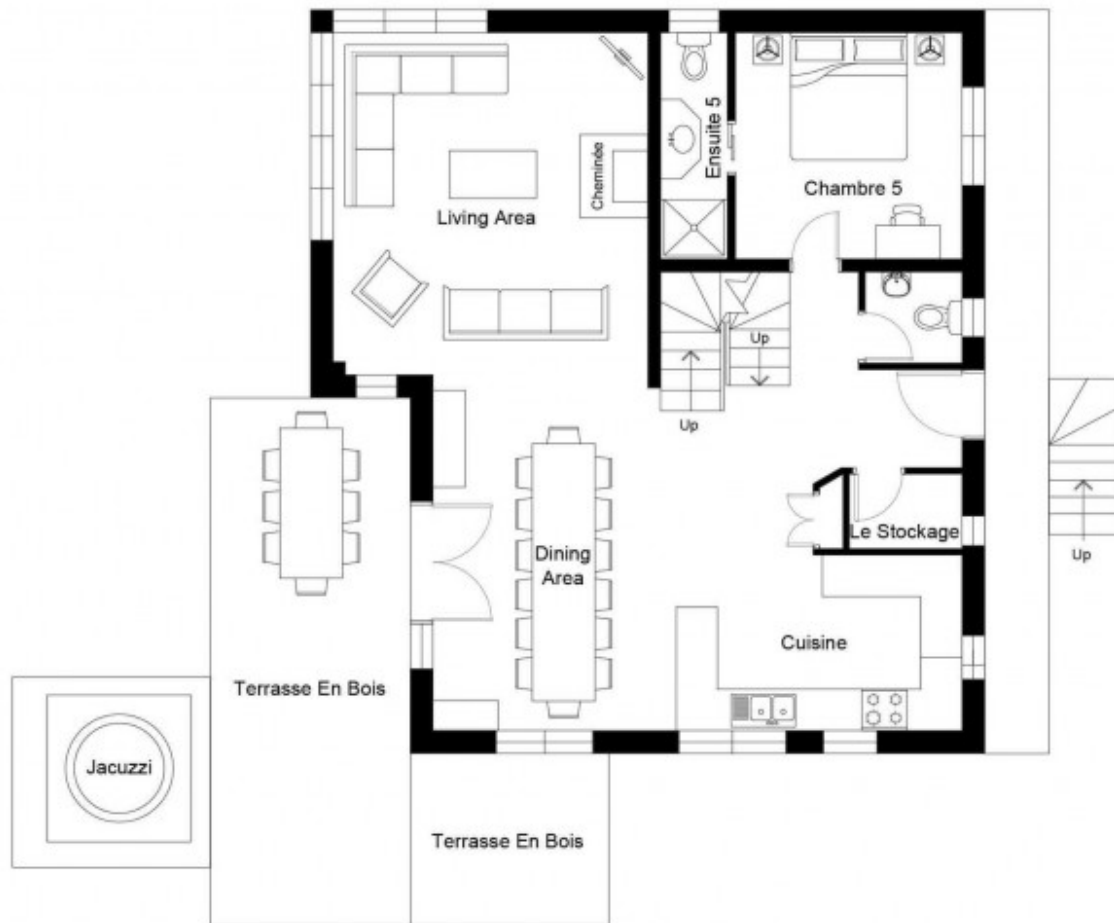 Ensuite 5
Cheminée
Chambre 5
Living Area
Up
Up
Le Stockage
Dining
Area
Up
Cuisine
Terrasse En Bois
Jacuzzi
Terrasse En Bois